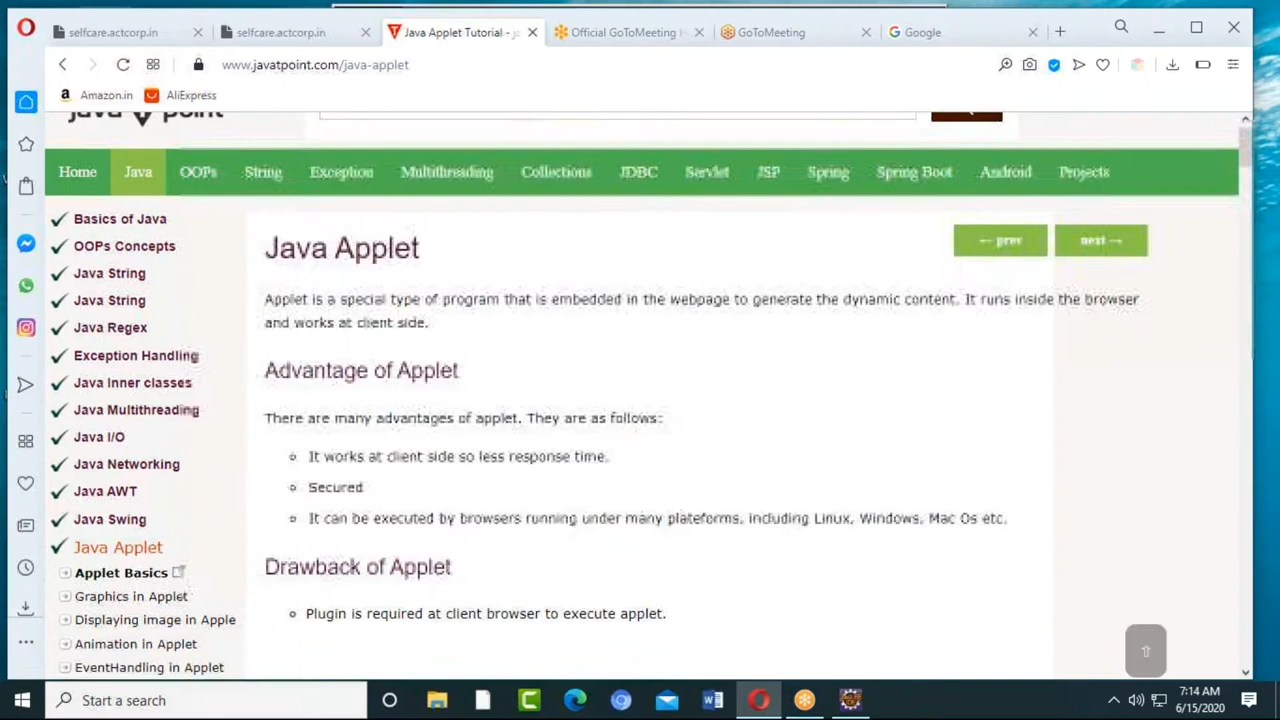 selfcare.actcorp.in
selfcare.actcorp.in
Java Applet Tutorial - ja
Official GoToMeeting
GoToMeeting
Google
www.javatpoint.com/java-applet
Amazon.in
AliExpress
java point
Home
Java
OOPs
String
Exception
Multithreading
Collections
JDBC
Servlet
JSP
Spring
Spring Boot
Android
Projects
Basics of Java
OOPs Concepts
Java String
Java String
Java Regex
Exception Handling
Java Inner classes
Java Multithreading
Java I/O
Java Networking
Java AWT
Java Swing
Java Applet
Applet Basics
Graphics in Applet
Displaying image in Apple
Animation in Applet
EventHandling in Applet
Java Applet
← prev
next →
Applet is a special type of program that is embedded in the webpage to generate the dynamic content. It runs inside the browser
and works at client side.
Advantage of Applet
There are many advantages of applet. They are as follows:
It works at client side so less response time.
Secured
It can be executed by browsers running under many plateforms, including Linux, Windows, Mac Os etc.
Drawback of Applet
Plugin is required at client browser to execute applet.
Start a search
7:14 AM
6/15/2020